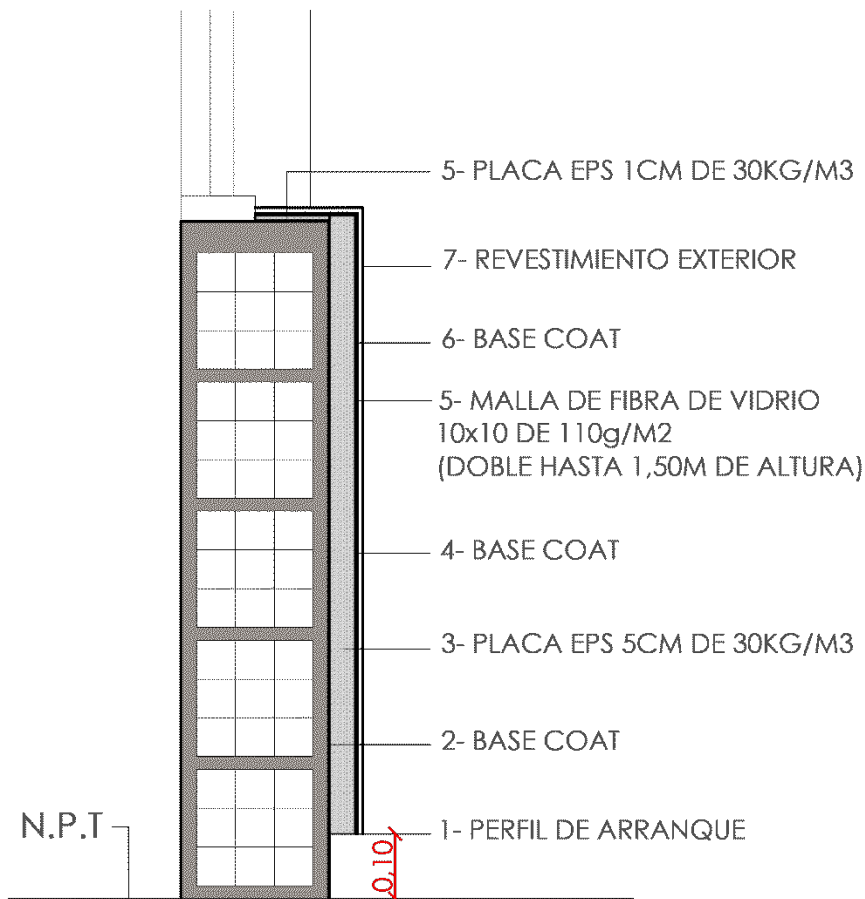 5- PLACA EPS 1CM DE 30KG/M3
7- REVESTIMIENTO EXTERIOR
6- BASE COAT
5- MALLA DE FIBRA DE VIDRIO
10x10 DE 110g/M2
(DOBLE HASTA 1,50M DE ALTURA)
4- BASE COAT
3- PLACA EPS 5CM DE 30KG/M3
2- BASE COAT
N.P.T
1- PERFIL DE ARRANQUE
0,10